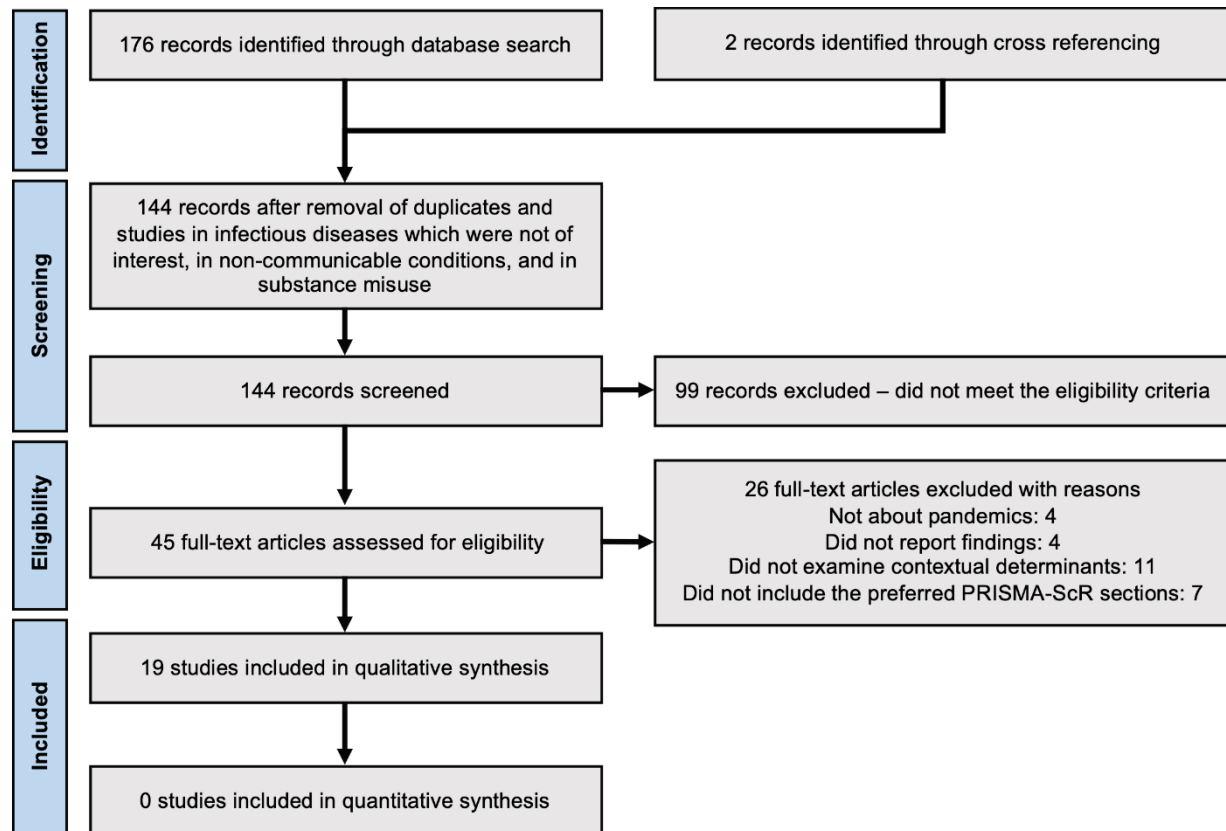 Identification
176 records identified through database search
2 records identified through cross referencing
Screening
144 records after removal of duplicates and
studies in infectious diseases which were not of
interest, in non-communicable conditions, and in
substance misuse
144 records screened
99 records excluded – did not meet the eligibility criteria
Eligibility
45 full-text articles assessed for eligibility
26 full-text articles excluded with reasons
Not about pandemics: 4
Did not report findings: 4
Did not examine contextual determinants: 11
Did not include the preferred PRISMA-ScR sections: 7
Included
19 studies included in qualitative synthesis
0 studies included in quantitative synthesis